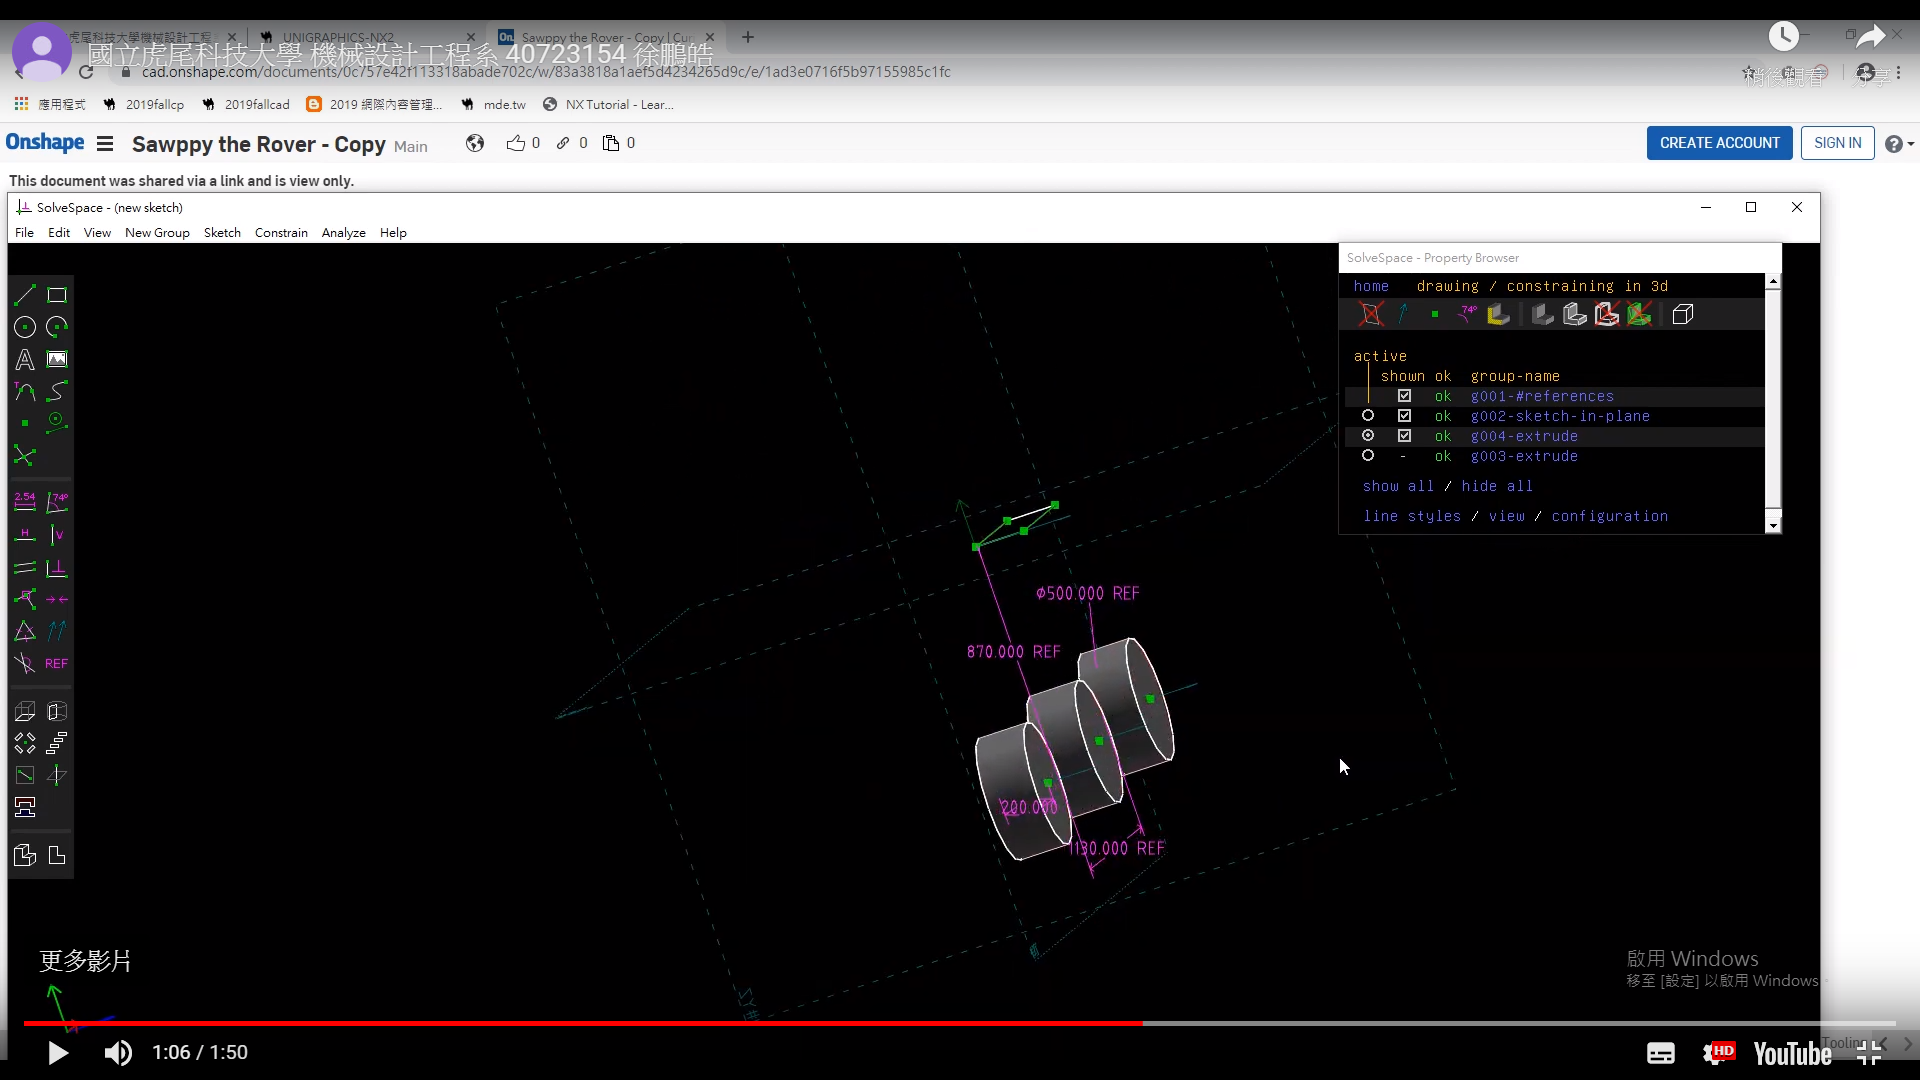 虎尾科技大學機械設計工程
UNIGRAPHICS-NX2
On.
Sawppy the Rover - Copy | Cu
國立虎尾科技大學 機械設計工程系 40723154 徐鵬皓
cad.onshape.com/documents/0c757e42f113318abade702c/w/83a3818a1aef5d4234265d9c/e/1ad3e0716f5b97155985c1fc
稍後觀看
分享
應用程式
2019fallcp
2019fallcad
2019 網際內容管理...
mde.tw
NX Tutorial - Lear...
Onshape
Sawppy the Rover - Copy
Main
0
0
0
CREATE ACCOUNT
SIGN IN
This document was shared via a link and is view only.
SolveSpace - (new sketch)
File
Edit
View
New Group
Sketch
Constrain
Analyze
Help
SolveSpace - Property Browser
home
drawing / constraining in 3d
74°
active
shown ok group-name
ok g001-#references
ok g002-sketch-in-plane
ok g004-extrude
- ok g003-extrude
show all / hide all
line styles / view / configuration
2.54
74°
H
V
REF
ø500.000 REF
870.000 REF
200.000
1130.000 REF
更多影片
啟用 Windows
移至 [設定] 以啟用 Windows。
1:06 / 1:50
HD
YouTube
Tooling